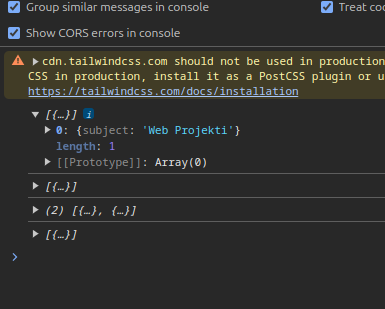 Group similar messages in console
Treat co
Show CORS errors in console
▶cdn.tailwindcss.com should not be used in production
CSS in production, install it as a PostCSS plugin or u
https://tailwindcss.com/docs/installation
▼ [{…}] i
▶ 0: {subject: 'Web Projekti'}
length: 1
▶ [[Prototype]]: Array(0)
▶ [{…}]
▶ (2) [{…}, {…}]
▶ [{…}]
>